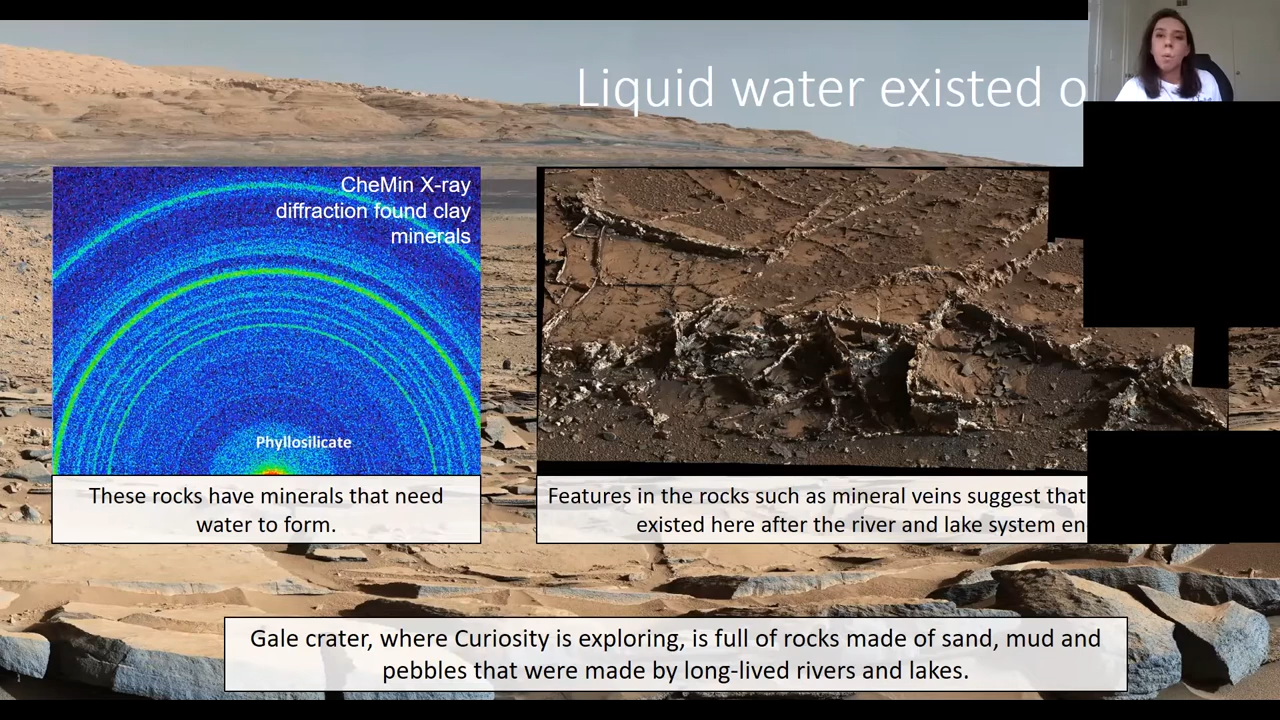 Liquid water existed o
CheMin X-ray
diffraction found clay
minerals
Phyllosilicate
These rocks have minerals that need
water to form.
Features in the rocks such as mineral veins suggest that
existed here after the river and lake system en
Gale crater, where Curiosity is exploring, is full of rocks made of sand, mud and
pebbles that were made by long-lived rivers and lakes.